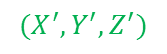 (X′, Y′, Z′)